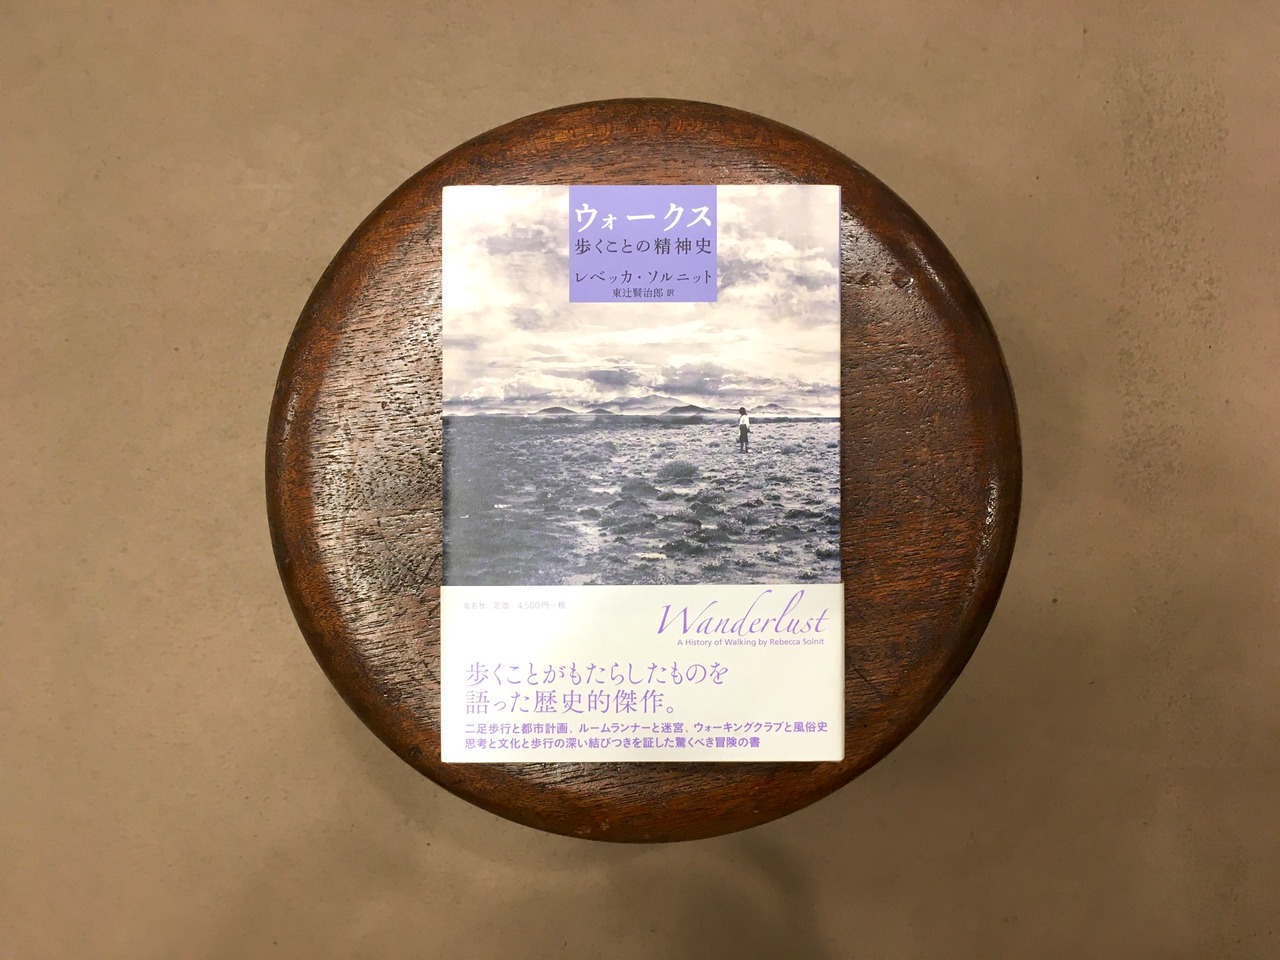 ウォークス
歩くことの精神史
レベッカ・ソルニット
東辻賢治郎 訳
左右社 定価 4,500円+税
Wanderlust
A History of Walking by Rebecca Solnit
歩くことがもたらしたものを
語った歴史的傑作。
二足歩行と都市計画、ルームランナーと迷宮、ウォーキングクラブと風俗史
思考と文化と歩行の深い結びつきを証した驚くべき冒険の書